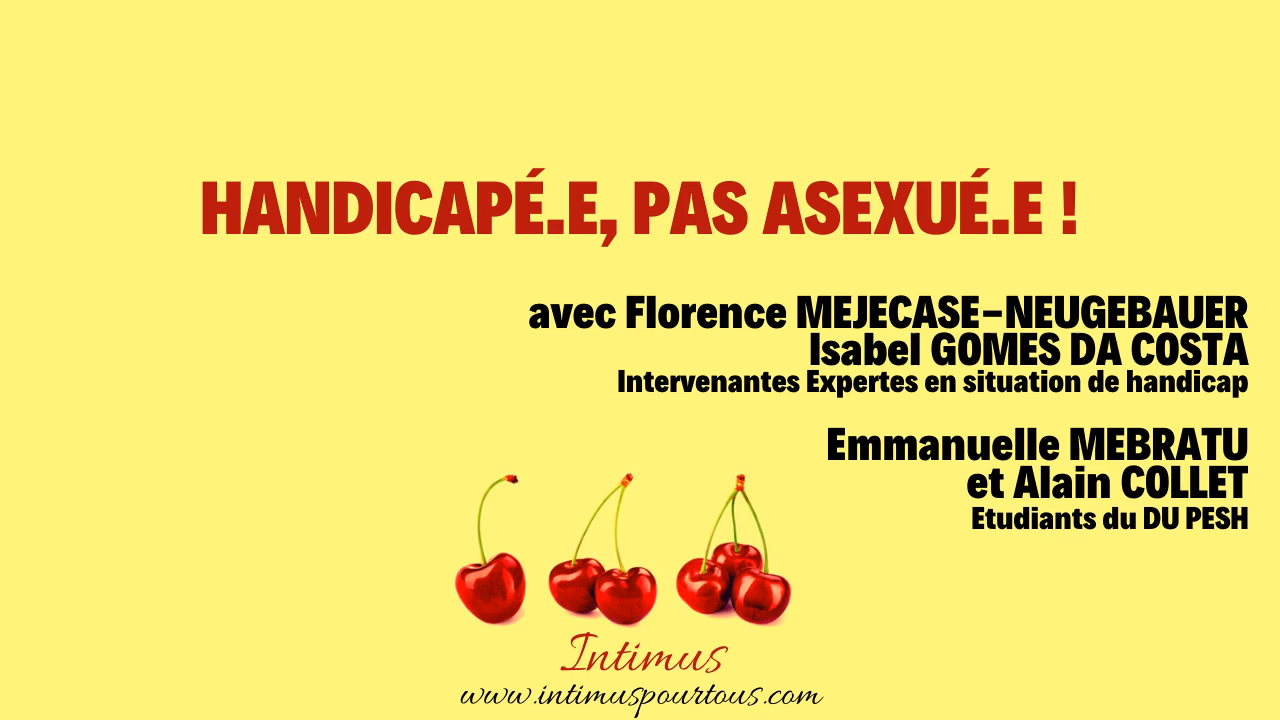 HANDICAPÉ.E, PAS ASEXUÉ.E !
avec Florence MEJECASE-NEUGEBAUER
Isabel GOMES DA COSTA
Intervenantes Expertes en situation de handicap
Emmanuelle MEBRATU
et Alain COLLET
Etudiants du DU PESH
Intimus
www.intimuspourtous.com